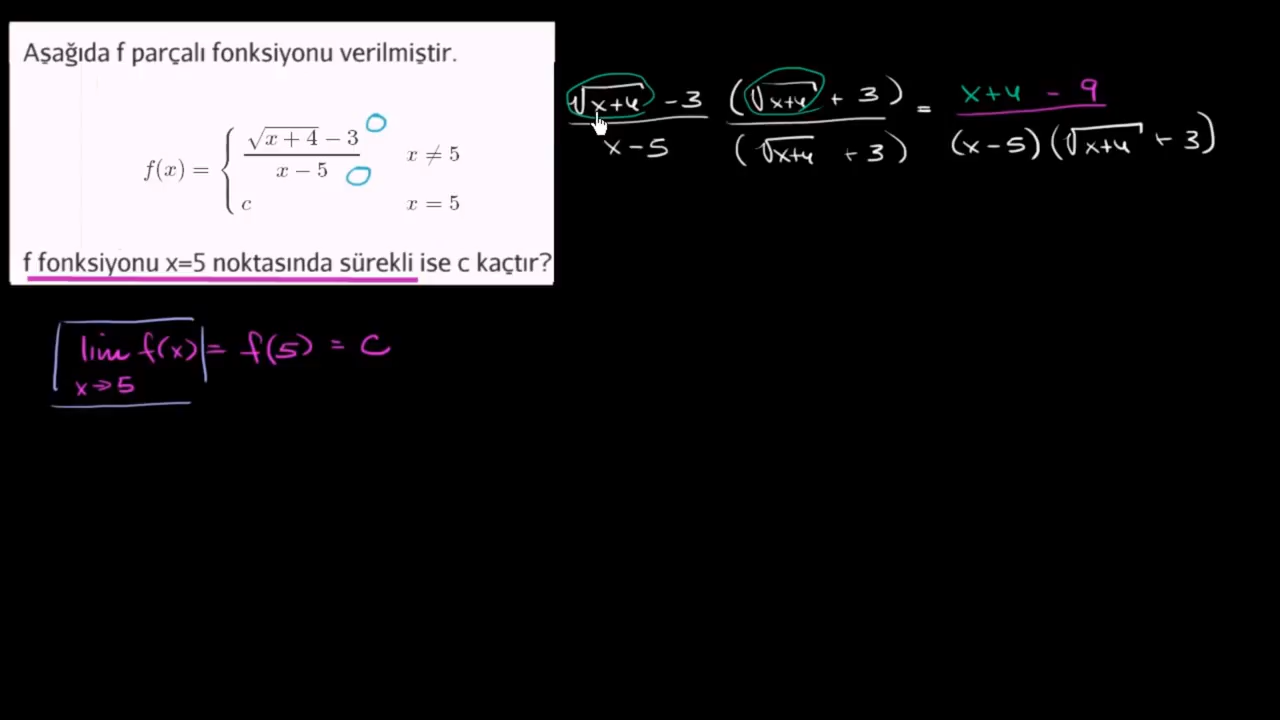 Aşağıda f parçalı fonksiyonu verilmiştir.
f(x) = { (√(x + 4) − 3)/(x − 5)   x ≠ 5
c   x = 5
f fonksiyonu x=5 noktasında sürekli ise c kaçtır?
(√(x+4) − 3)/(x − 5) · (√(x+4) + 3)/(√(x+4) + 3) = (x+4 − 9)/((x − 5)(√(x+4) + 3))
lim f(x) = f(5) = c
x→5